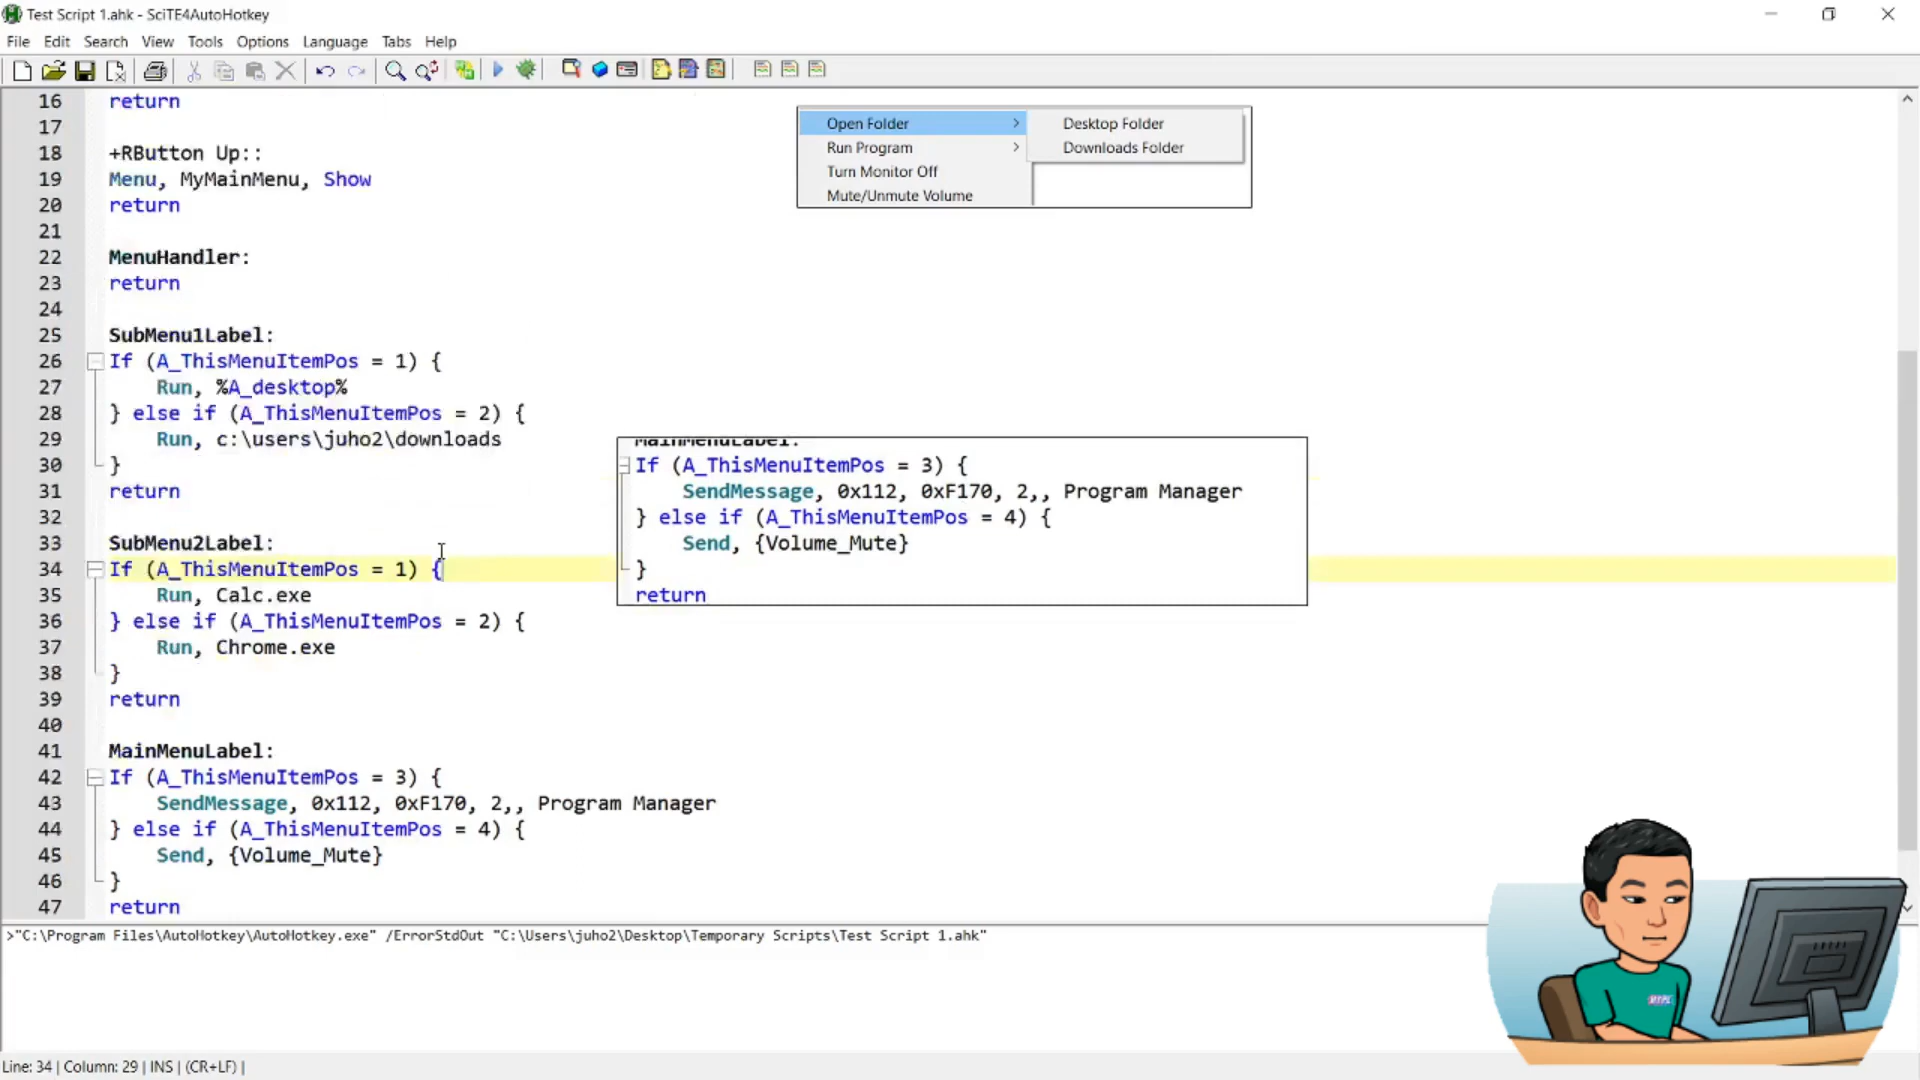 Test Script 1.ahk - SciTE4AutoHotkey
File Edit Search View Tools Options Language Tabs Help
16 return
17
18 +RButton Up::
19 Menu, MyMainMenu, Show
20 return
21
22 MenuHandler:
23 return
24
25 SubMenu1Label:
26 If (A_ThisMenuItemPos = 1) {
27 Run, %A_desktop%
28 } else if (A_ThisMenuItemPos = 2) {
29 Run, c:\users\juho2\downloads
30 }
31 return
32
33 SubMenu2Label:
34 If (A_ThisMenuItemPos = 1) {
35 Run, Calc.exe
36 } else if (A_ThisMenuItemPos = 2) {
37 Run, Chrome.exe
38 }
39 return
40
41 MainMenuLabel:
42 If (A_ThisMenuItemPos = 3) {
43 SendMessage, 0x112, 0xF170, 2,, Program Manager
44 } else if (A_ThisMenuItemPos = 4) {
45 Send, {Volume_Mute}
46 }
47 return
Open Folder
Run Program
Turn Monitor Off
Mute/Unmute Volume
Desktop Folder
Downloads Folder
MainMenuLabel:
If (A_ThisMenuItemPos = 3) {
SendMessage, 0x112, 0xF170, 2,, Program Manager
} else if (A_ThisMenuItemPos = 4) {
Send, {Volume_Mute}
}
return
>"C:\Program Files\AutoHotkey\AutoHotkey.exe" /ErrorStdOut "C:\Users\juho2\Desktop\Temporary Scripts\Test Script 1.ahk"
Line: 34 | Column: 29 | INS | (CR+LF) |